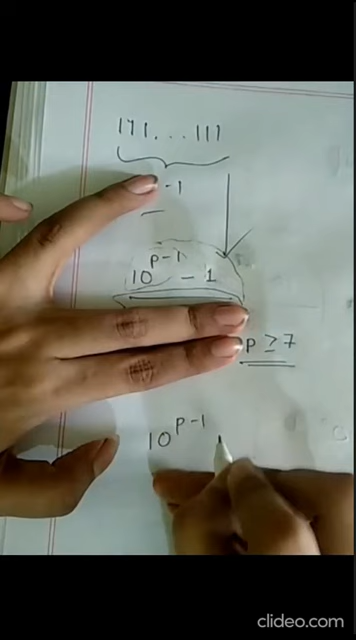 111...111
-1
10^{p-1} - 1
p ≥ 7
10^{p-1}
clideo.com